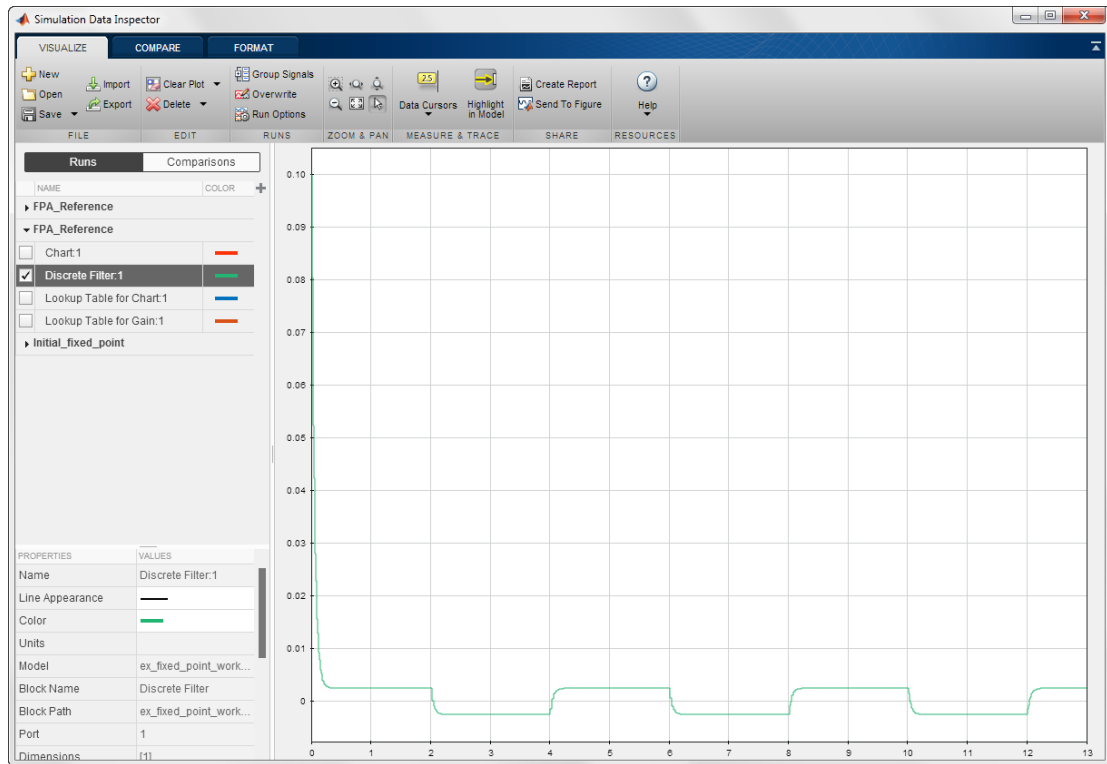 Simulation Data Inspector
VISUALIZE COMPARE FORMAT
New
Open
Save
Import
Export
FILE
Clear Plot
Delete
EDIT
Group Signals
Overwrite
Run Options
RUNS
ZOOM & PAN
2.5
Data Cursors
Highlight
in Model
MEASURE & TRACE
Create Report
Send To Figure
SHARE
?
Help
RESOURCES
Runs Comparisons
NAME COLOR
FPA_Reference
FPA_Reference
Chart:1
Discrete Filter:1
Lookup Table for Chart:1
Lookup Table for Gain:1
Initial_fixed_point
PROPERTIES VALUES
Name Discrete Filter:1
Line Appearance
Color
Units
Model ex_fixed_point_work...
Block Name Discrete Filter
Block Path ex_fixed_point_work...
Port 1
Dimensions [1]
0.10
0.09
0.08
0.07
0.06
0.05
0.04
0.03
0.02
0.01
0
0 1 2 3 4 5 6 7 8 9 10 11 12 13